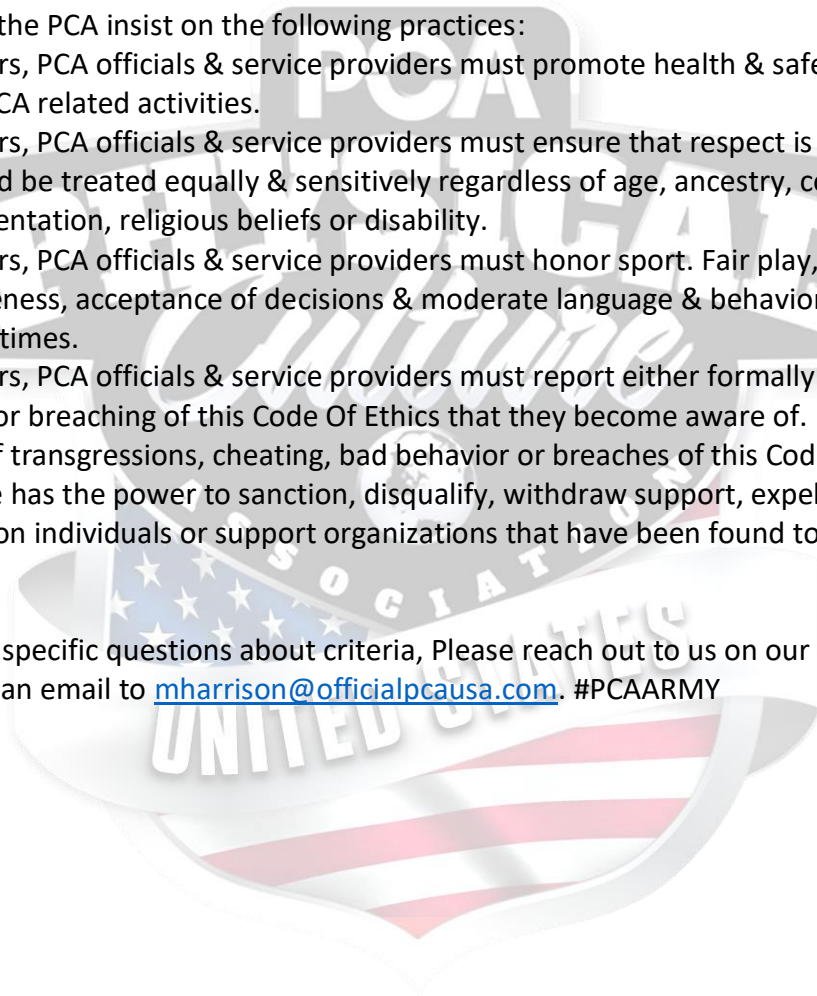 the PCA insist on the following practices:
rs, PCA officials & service providers must promote health & safe
CA related activities.
rs, PCA officials & service providers must ensure that respect is
d be treated equally & sensitively regardless of age, ancestry, co
entation, religious beliefs or disability.
rs, PCA officials & service providers must honor sport. Fair play,
eness, acceptance of decisions & moderate language & behavior
times.
rs, PCA officials & service providers must report either formally
or breaching of this Code Of Ethics that they become aware of.
f transgressions, cheating, bad behavior or breaches of this Cod
e has the power to sanction, disqualify, withdraw support, expel
on individuals or support organizations that have been found to
specific questions about criteria, Please reach out to us on our
an email to mharrison@officialpcausa.com. #PCAARMY
PCA
PHYSICAL
Culture
ASSOCIATION
UNITED STATES